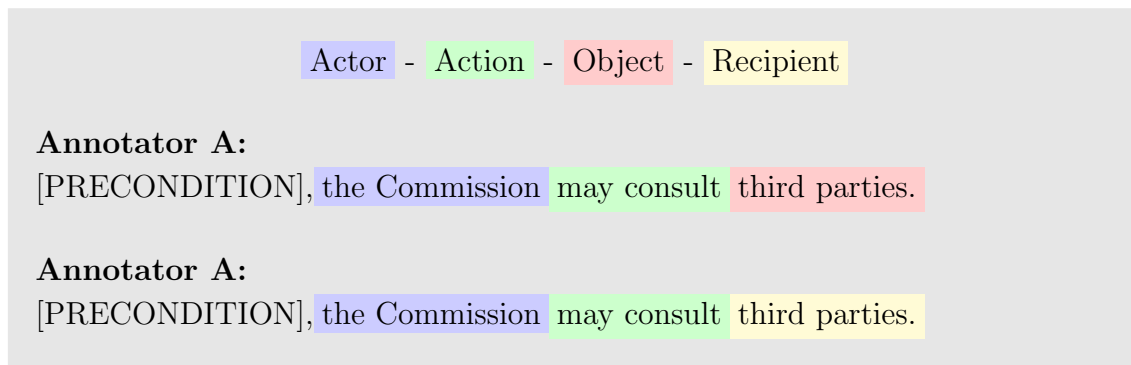 Actor - Action - Object - Recipient
Annotator A:
[PRECONDITION], the Commission may consult third parties.
Annotator A:
[PRECONDITION], the Commission may consult third parties.